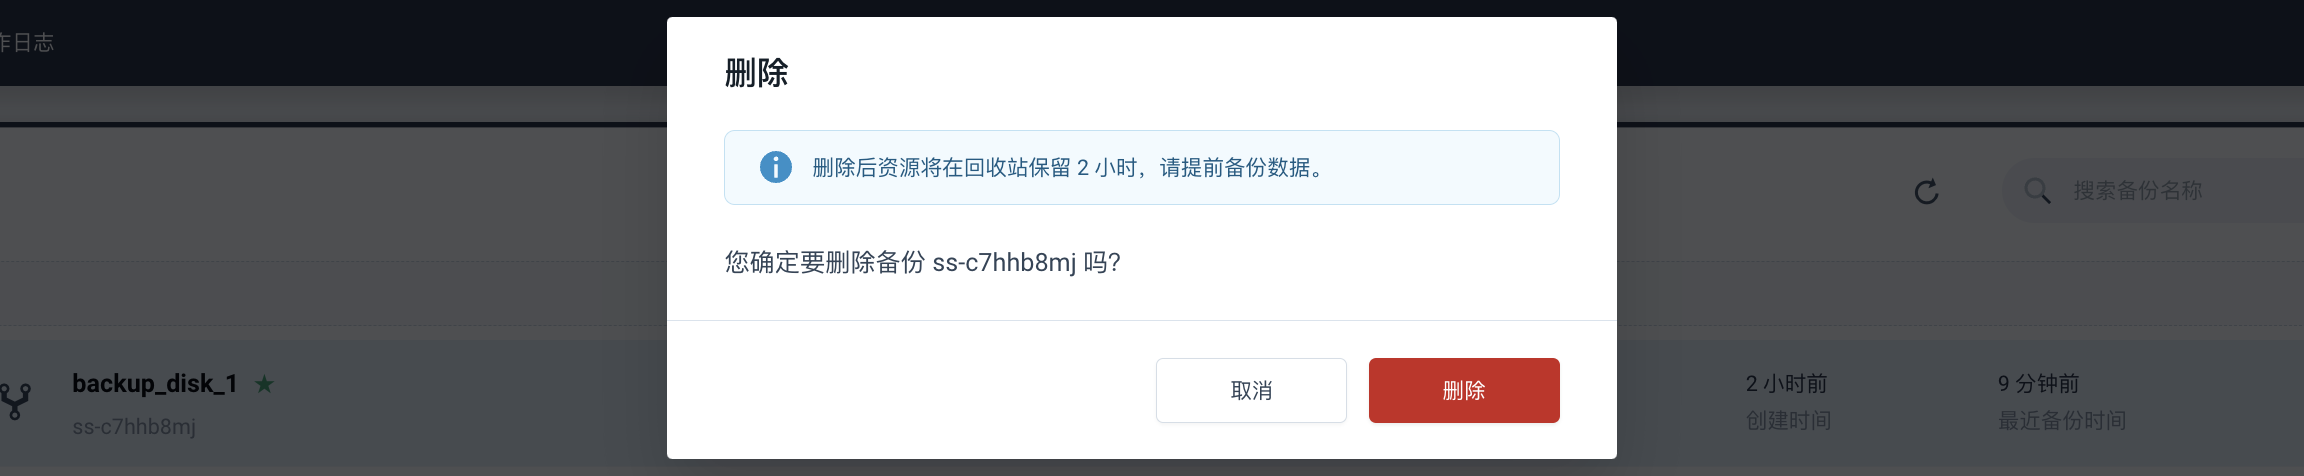 作日志
删除
删除后资源将在回收站保留 2 小时，请提前备份数据。
搜索备份名称
您确定要删除备份 ss-c7hhb8mj 吗?
取消
删除
backup_disk_1
ss-c7hhb8mj
2 小时前
创建时间
9 分钟前
最近备份时间